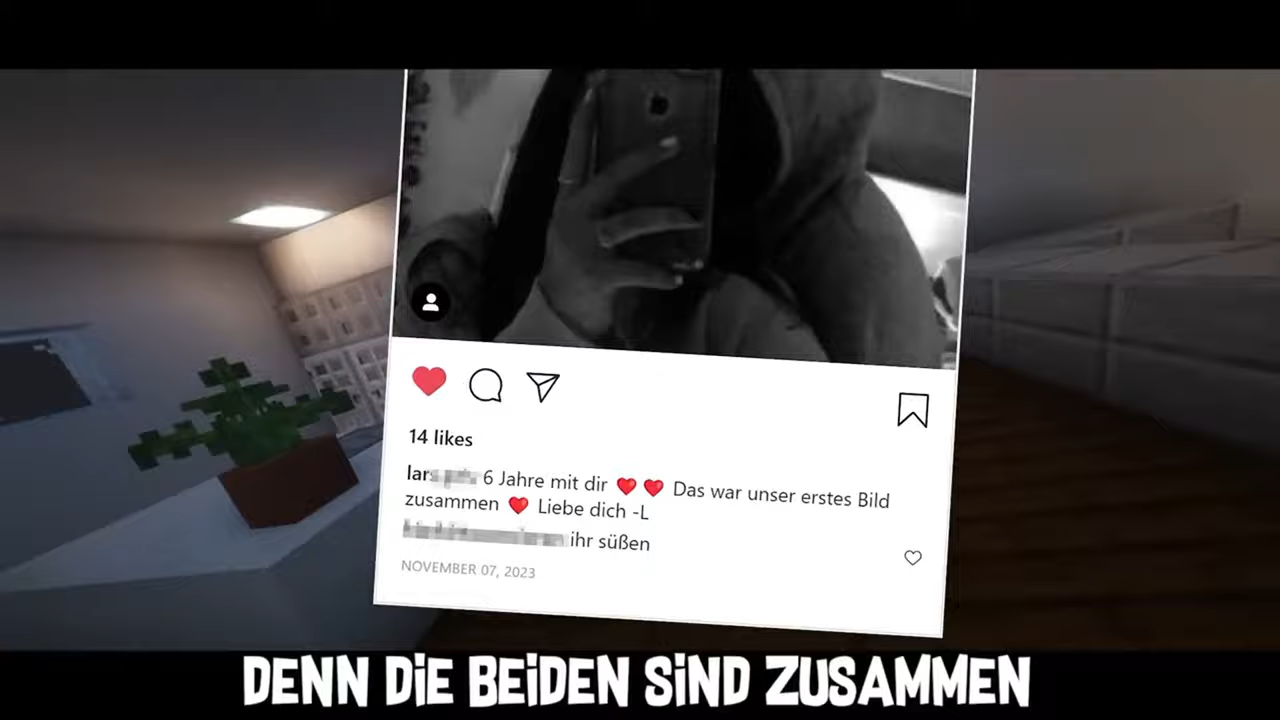 14 likes
lars 6 Jahre mit dir ❤️❤️ Das war unser erstes Bild
zusammen ❤️ Liebe dich -L
ihr süßen
NOVEMBER 07, 2023
DENN DIE BEIDEN SIND ZUSAMMEN